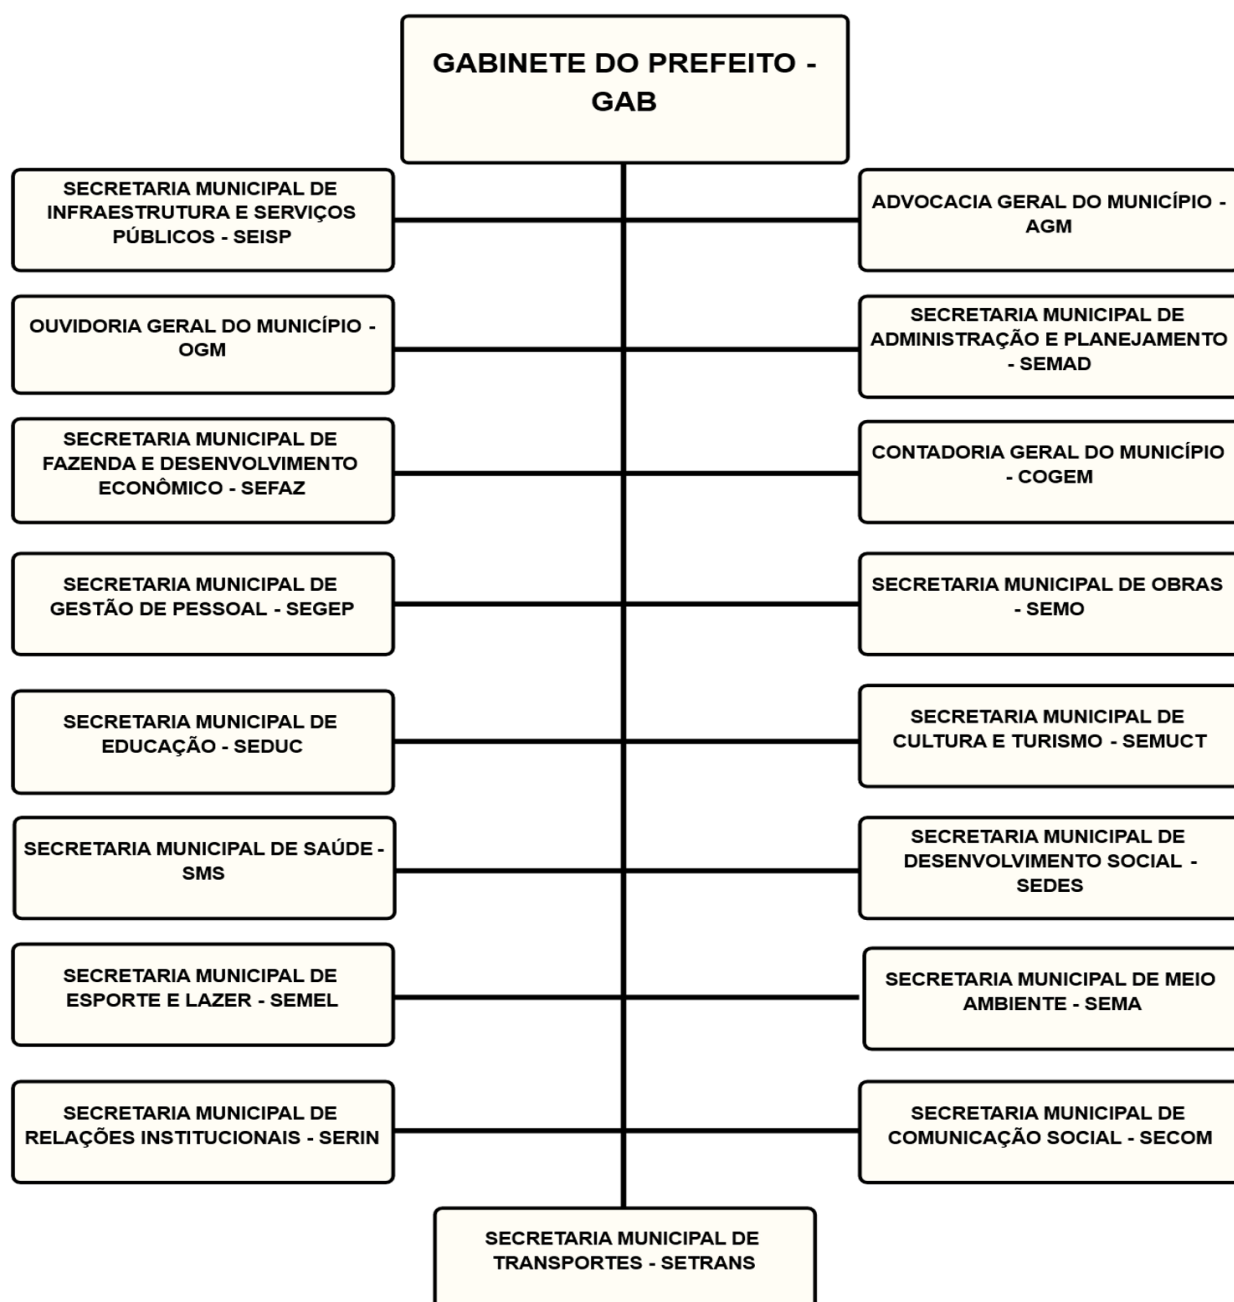 GABINETE DO PREFEITO -
GAB
SECRETARIA MUNICIPAL DE
INFRAESTRUTURA E SERVIÇOS
PÚBLICOS - SEISP
ADVOCACIA GERAL DO MUNICÍPIO -
AGM
OUVIDORIA GERAL DO MUNICÍPIO -
OGM
SECRETARIA MUNICIPAL DE
ADMINISTRAÇÃO E PLANEJAMENTO
- SEMAD
SECRETARIA MUNICIPAL DE
FAZENDA E DESENVOLVIMENTO
ECONÔMICO - SEFAZ
CONTADORIA GERAL DO MUNICÍPIO
- COGEM
SECRETARIA MUNICIPAL DE
GESTÃO DE PESSOAL - SEGEP
SECRETARIA MUNICIPAL DE OBRAS
- SEMO
SECRETARIA MUNICIPAL DE
EDUCAÇÃO - SEDUC
SECRETARIA MUNICIPAL DE
CULTURA E TURISMO - SEMUCT
SECRETARIA MUNICIPAL DE SAÚDE -
SMS
SECRETARIA MUNICIPAL DE
DESENVOLVIMENTO SOCIAL -
SEDES
SECRETARIA MUNICIPAL DE
ESPORTE E LAZER - SEMEL
SECRETARIA MUNICIPAL DE MEIO
AMBIENTE - SEMA
SECRETARIA MUNICIPAL DE
RELAÇÕES INSTITUCIONAIS - SERIN
SECRETARIA MUNICIPAL DE
COMUNICAÇÃO SOCIAL - SECOM
SECRETARIA MUNICIPAL DE
TRANSPORTES - SETRANS